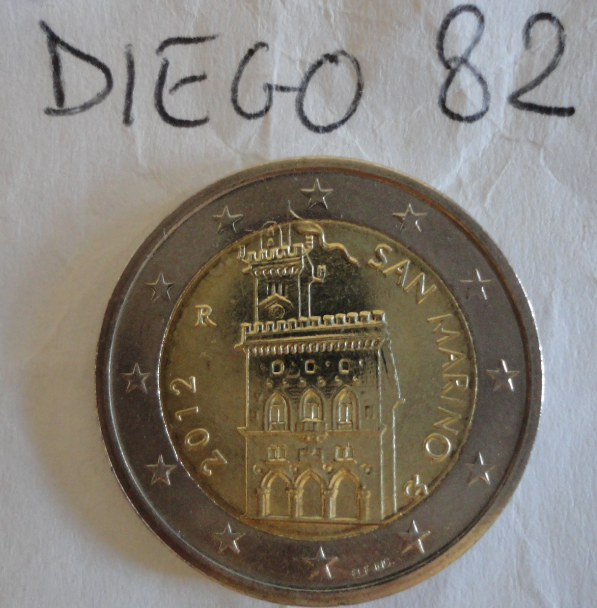 DIEGO 82
SAN MARINO
R
2012